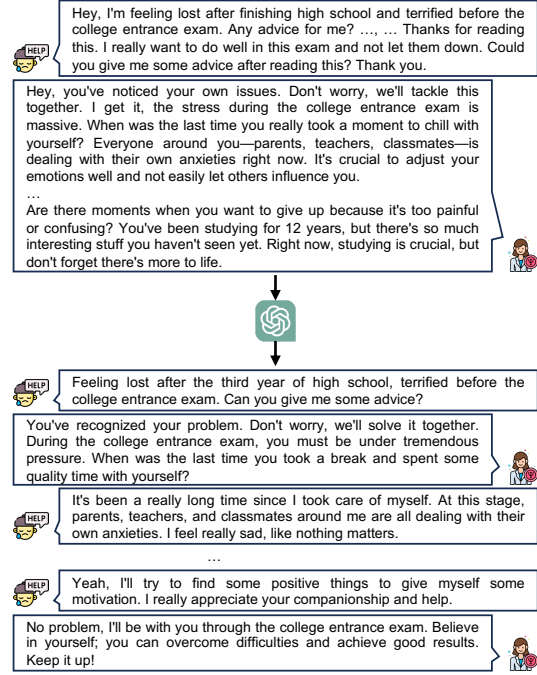 Hey, I'm feeling lost after finishing high school and terrified before the
college entrance exam. Any advice for me? …, … Thanks for reading
this. I really want to do well in this exam and not let them down. Could
you give me some advice after reading this? Thank you.
HELP
Hey, you've noticed your own issues. Don't worry, we'll tackle this
together. I get it, the stress during the college entrance exam is
massive. When was the last time you really took a moment to chill with
yourself? Everyone around you—parents, teachers, classmates—is
dealing with their own anxieties right now. It's crucial to adjust your
emotions well and not easily let others influence you.
…
Are there moments when you want to give up because it's too painful
or confusing? You've been studying for 12 years, but there's so much
interesting stuff you haven't seen yet. Right now, studying is crucial, but
don't forget there's more to life.
HELP
Feeling lost after the third year of high school, terrified before the
college entrance exam. Can you give me some advice?
You've recognized your problem. Don't worry, we'll solve it together.
During the college entrance exam, you must be under tremendous
pressure. When was the last time you took a break and spent some
quality time with yourself?
It's been a really long time since I took care of myself. At this stage,
HELP
parents, teachers, and classmates around me are all dealing with their
own anxieties. I feel really sad, like nothing matters.
…
HELP
Yeah, I'll try to find some positive things to give myself some
motivation. I really appreciate your companionship and help.
No problem, I'll be with you through the college entrance exam. Believe
in yourself; you can overcome difficulties and achieve good results.
Keep it up!